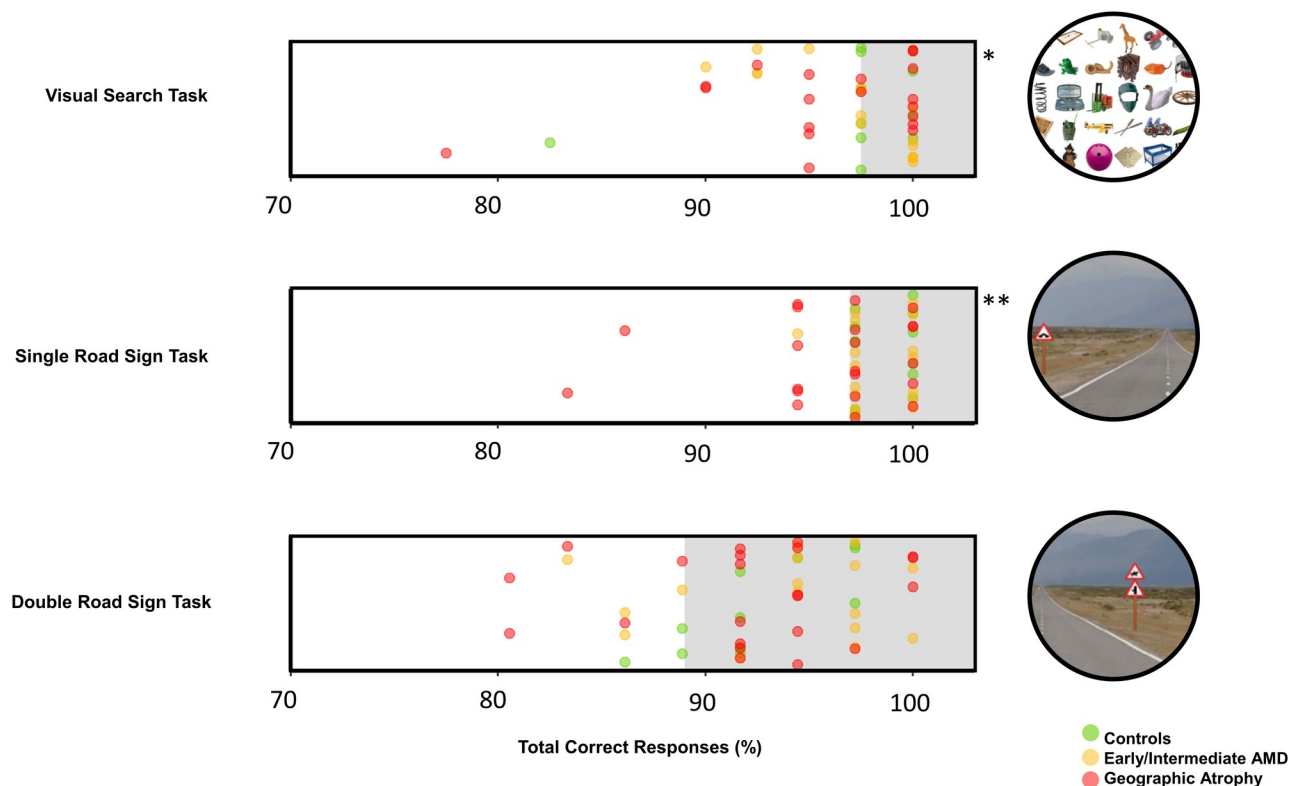 Visual Search Task
*
70 80 90 100
Single Road Sign Task
**
70 80 90 100
Double Road Sign Task
70 80 90 100
Total Correct Responses (%)
Controls
Early/Intermediate AMD
Geographic Atrophy